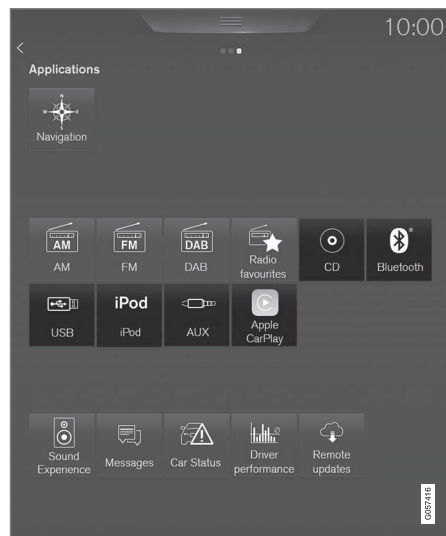 10:00
Applications
N
W E
S
Navigation
AM
FM
DAB
AM
FM
DAB
Radio
favourites
CD
Bluetooth
iPod
USB
iPod
AUX
Apple
CarPlay
Sound
Experience
Messages
Car Status
Driver
performance
Remote
updates
G057416